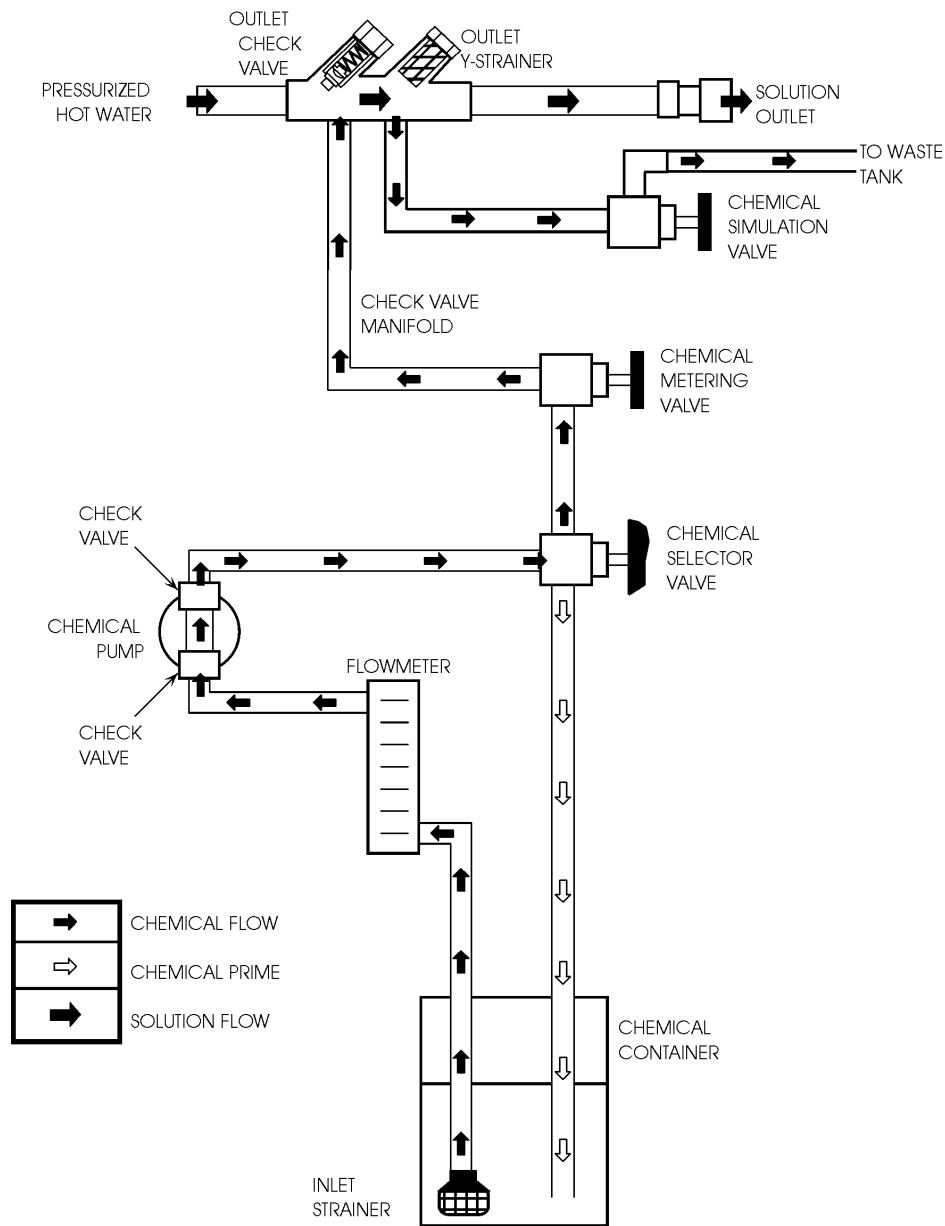 OUTLET
CHECK
VALVE
OUTLET
Y-STRAINER
PRESSURIZED
HOT WATER
SOLUTION
OUTLET
TO WASTE
TANK
CHEMICAL
SIMULATION
VALVE
CHECK VALVE
MANIFOLD
CHEMICAL
METERING
VALVE
CHECK
VALVE
CHEMICAL
SELECTOR
VALVE
CHEMICAL
PUMP
FLOWMETER
CHECK
VALVE
CHEMICAL FLOW
CHEMICAL PRIME
SOLUTION FLOW
CHEMICAL
CONTAINER
INLET
STRAINER